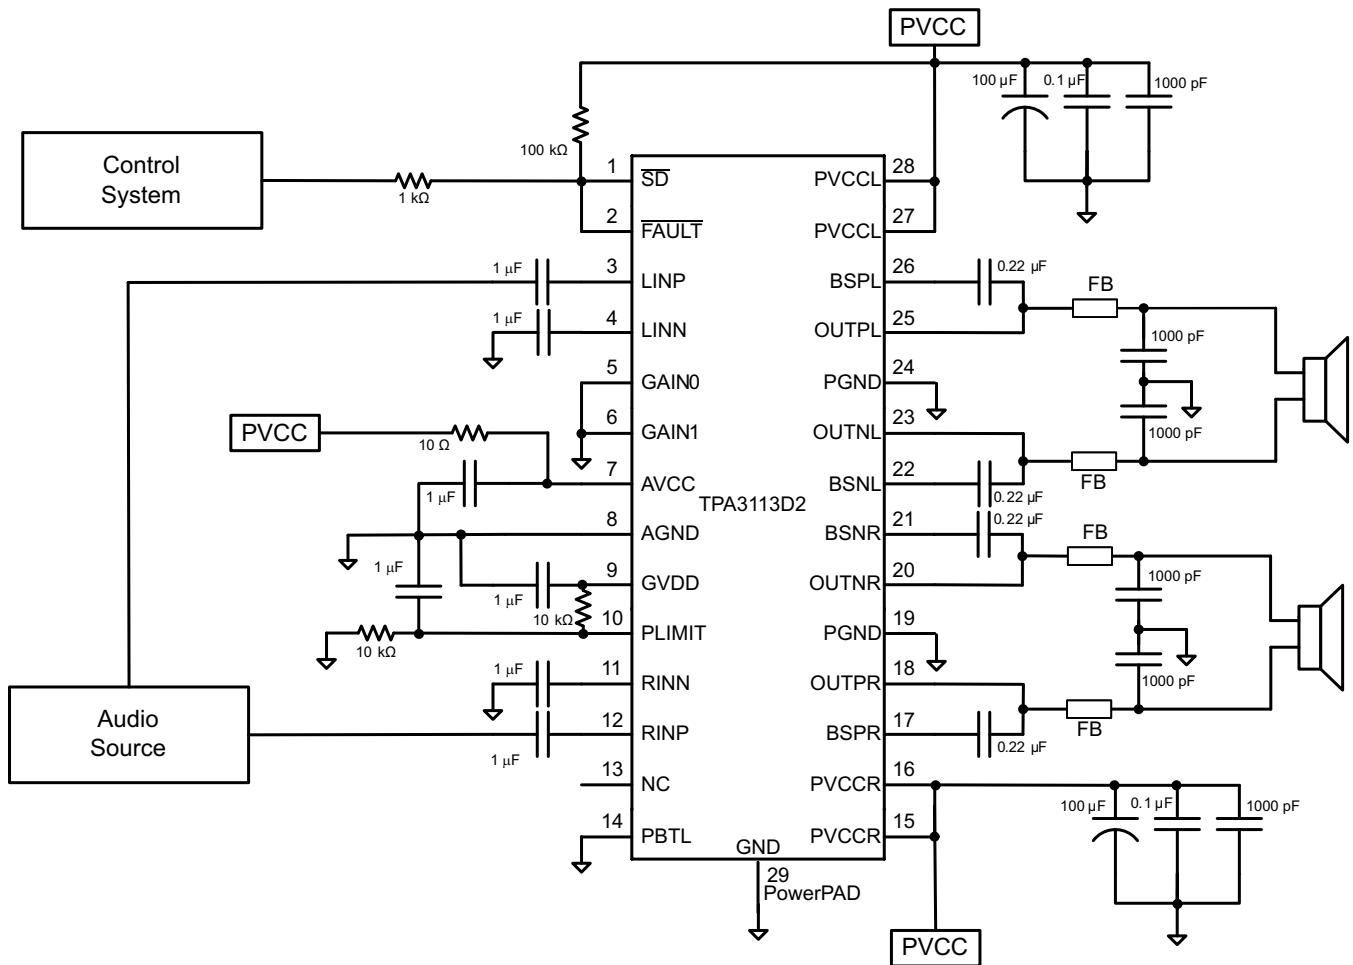 PVCC
100 µF
0.1 µF
1000 pF
100 kΩ
Control
System
1 kΩ
1
SD
PVCCL
28
2
FAULT
PVCCL
27
1 µF
3
LINP
BSPL
26
0.22 µF
FB
1 µF
4
LINN
OUTPL
25
1000 pF
5
GAIN0
PGND
24
PVCC
10 Ω
6
GAIN1
OUTNL
23
1000 pF
FB
1 µF
7
AVCC
BSNL
22
0.22 µF
TPA3113D2
8
AGND
BSNR
21
0.22 µF
FB
1 µF
1 µF
9
GVDD
OUTNR
20
1000 pF
10 kΩ
10 kΩ
10
PLIMIT
PGND
19
1 µF
11
RINN
OUTPR
18
1000 pF
FB
Audio
Source
1 µF
12
RINP
BSPR
17
0.22 µF
13
NC
PVCCR
16
100 µF
0.1 µF
1000 pF
14
PBTL
PVCCR
15
GND
29
PowerPAD
PVCC